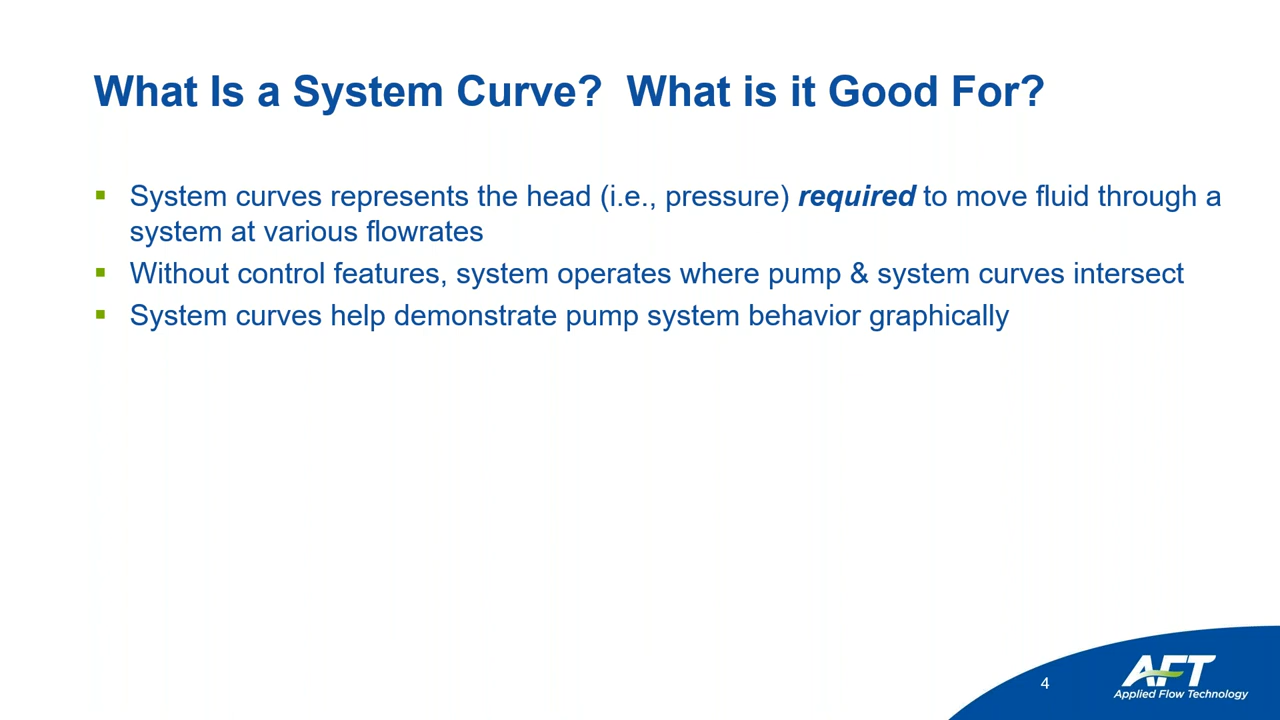 What Is a System Curve?  What is it Good For?
System curves represents the head (i.e., pressure) required to move fluid through a
system at various flowrates
Without control features, system operates where pump & system curves intersect
System curves help demonstrate pump system behavior graphically
4
AFT
Applied Flow Technology